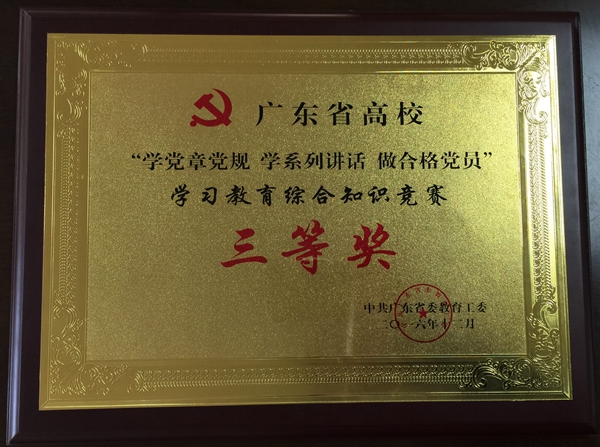 广东省高校
“学党章党规 学系列讲话 做合格党员”
学习教育综合知识竞赛
三等奖
中共广东省委教育工委
二〇一六年十二月